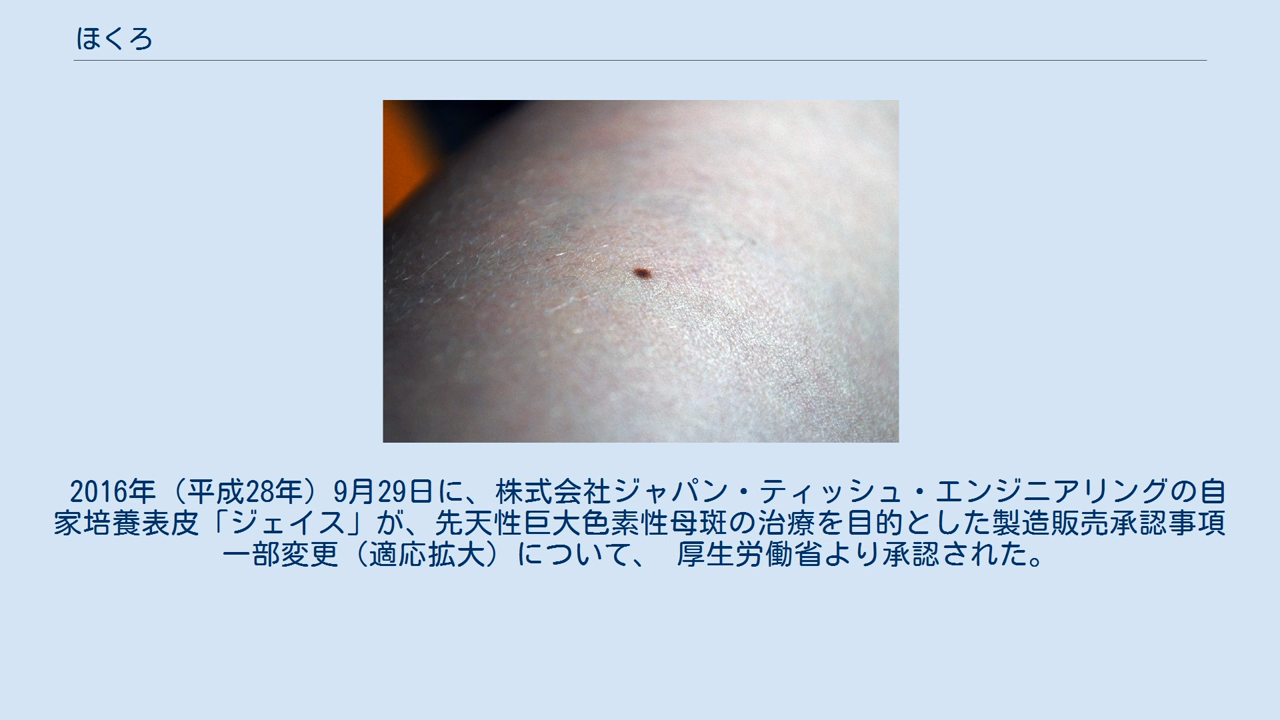 ほくろ
2016年（平成28年）9月29日に、株式会社ジャパン・ティッシュ・エンジニアリングの自
家培養表皮「ジェイス」が、先天性巨大色素性母斑の治療を目的とした製造販売承認事項
一部変更（適応拡大）について、 厚生労働省より承認された。